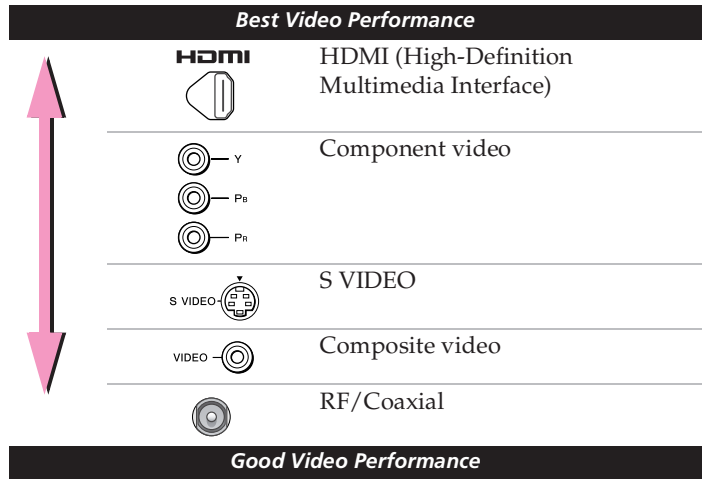 Best Video Performance
HDMI
HDMI (High-Definition
Multimedia Interface)
Component video
Y
PB
PR
S VIDEO
S VIDEO
Composite video
VIDEO
RF/Coaxial
Good Video Performance